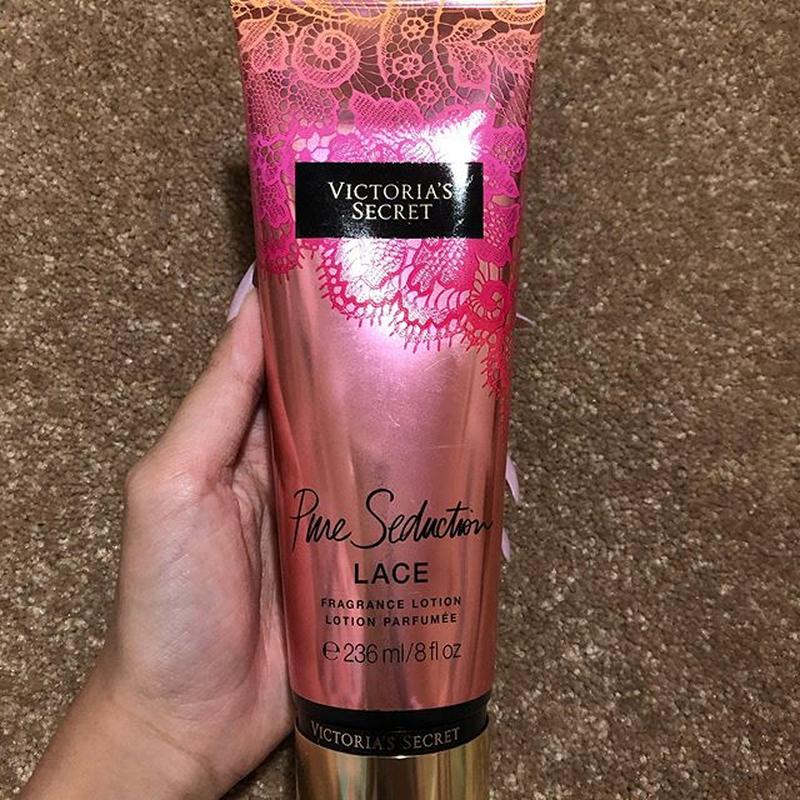 VICTORIA'S
SECRET
Pure Seduction
LACE
FRAGRANCE LOTION
LOTION PARFUMÉE
℮ 236 ml/8 fl oz
VICTORIA'S SECRET